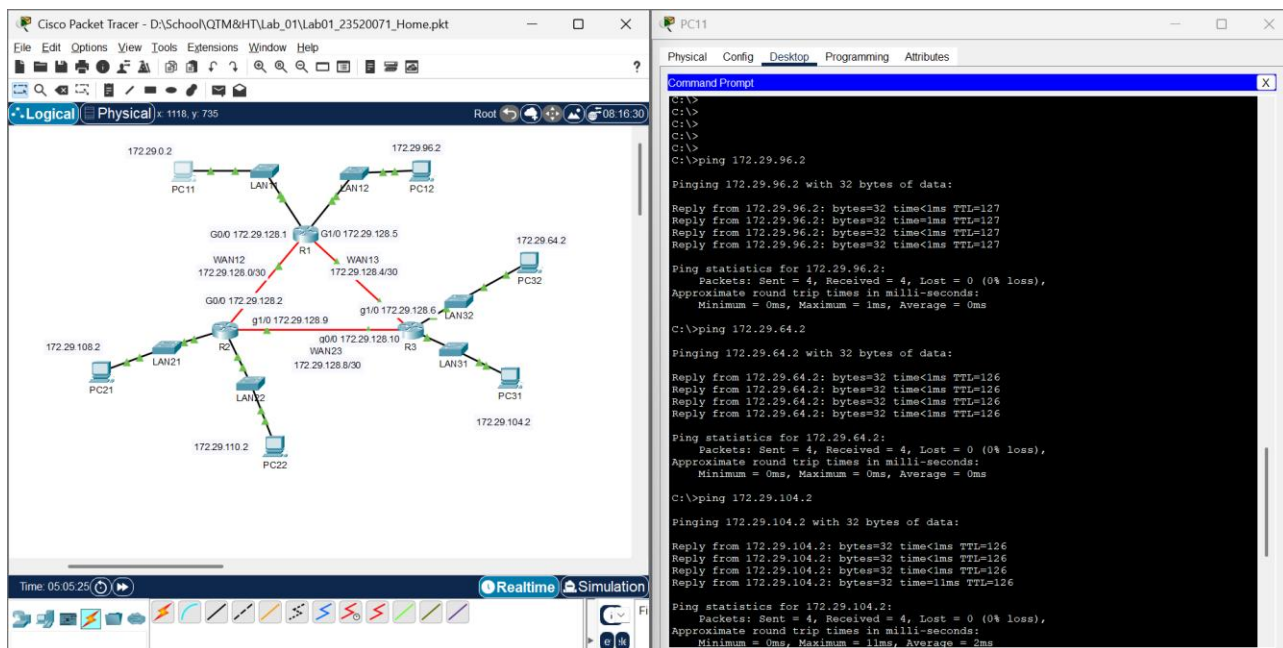 Cisco Packet Tracer - D:\School\QTM&HT\Lab_01\Lab01_23520071_Home.pkt
File Edit Options View Tools Extensions Window Help
?
Logical Physical x: 1118, y: 735 Root 08:16:30
172.29.0.2
172.29.96.2
PC11
LAN11
LAN12
PC12
G0/0 172.29.128.1
G1/0 172.29.128.5
R1
172.29.64.2
WAN12
172.29.128.0/30
WAN13
172.29.128.4/30
PC32
G0/0 172.29.128.2
g1/0 172.29.128.6
LAN32
g1/0 172.29.128.9
R2
g0/0 172.29.128.10
R3
WAN23
172.29.128.8/30
172.29.108.2
LAN21
LAN31
PC21
LAN22
PC31
172.29.104.2
172.29.110.2
PC22
Time: 05:05:25
Realtime Simulation
Fi
PC11
Physical Config Desktop Programming Attributes
Command Prompt
X
C:\>
C:\>
C:\>
C:\>
C:\>
C:\>ping 172.29.96.2
Pinging 172.29.96.2 with 32 bytes of data:
Reply from 172.29.96.2: bytes=32 time<1ms TTL=127
Reply from 172.29.96.2: bytes=32 time=1ms TTL=127
Reply from 172.29.96.2: bytes=32 time<1ms TTL=127
Reply from 172.29.96.2: bytes=32 time<1ms TTL=127
Ping statistics for 172.29.96.2:
Packets: Sent = 4, Received = 4, Lost = 0 (0% loss),
Approximate round trip times in milli-seconds:
Minimum = 0ms, Maximum = 1ms, Average = 0ms
C:\>ping 172.29.64.2
Pinging 172.29.64.2 with 32 bytes of data:
Reply from 172.29.64.2: bytes=32 time<1ms TTL=126
Reply from 172.29.64.2: bytes=32 time<1ms TTL=126
Reply from 172.29.64.2: bytes=32 time<1ms TTL=126
Reply from 172.29.64.2: bytes=32 time<1ms TTL=126
Ping statistics for 172.29.64.2:
Packets: Sent = 4, Received = 4, Lost = 0 (0% loss),
Approximate round trip times in milli-seconds:
Minimum = 0ms, Maximum = 0ms, Average = 0ms
C:\>ping 172.29.104.2
Pinging 172.29.104.2 with 32 bytes of data:
Reply from 172.29.104.2: bytes=32 time<1ms TTL=126
Reply from 172.29.104.2: bytes=32 time<1ms TTL=126
Reply from 172.29.104.2: bytes=32 time<1ms TTL=126
Reply from 172.29.104.2: bytes=32 time=11ms TTL=126
Ping statistics for 172.29.104.2:
Packets: Sent = 4, Received = 4, Lost = 0 (0% loss),
Approximate round trip times in milli-seconds:
Minimum = 0ms, Maximum = 11ms, Average = 2ms